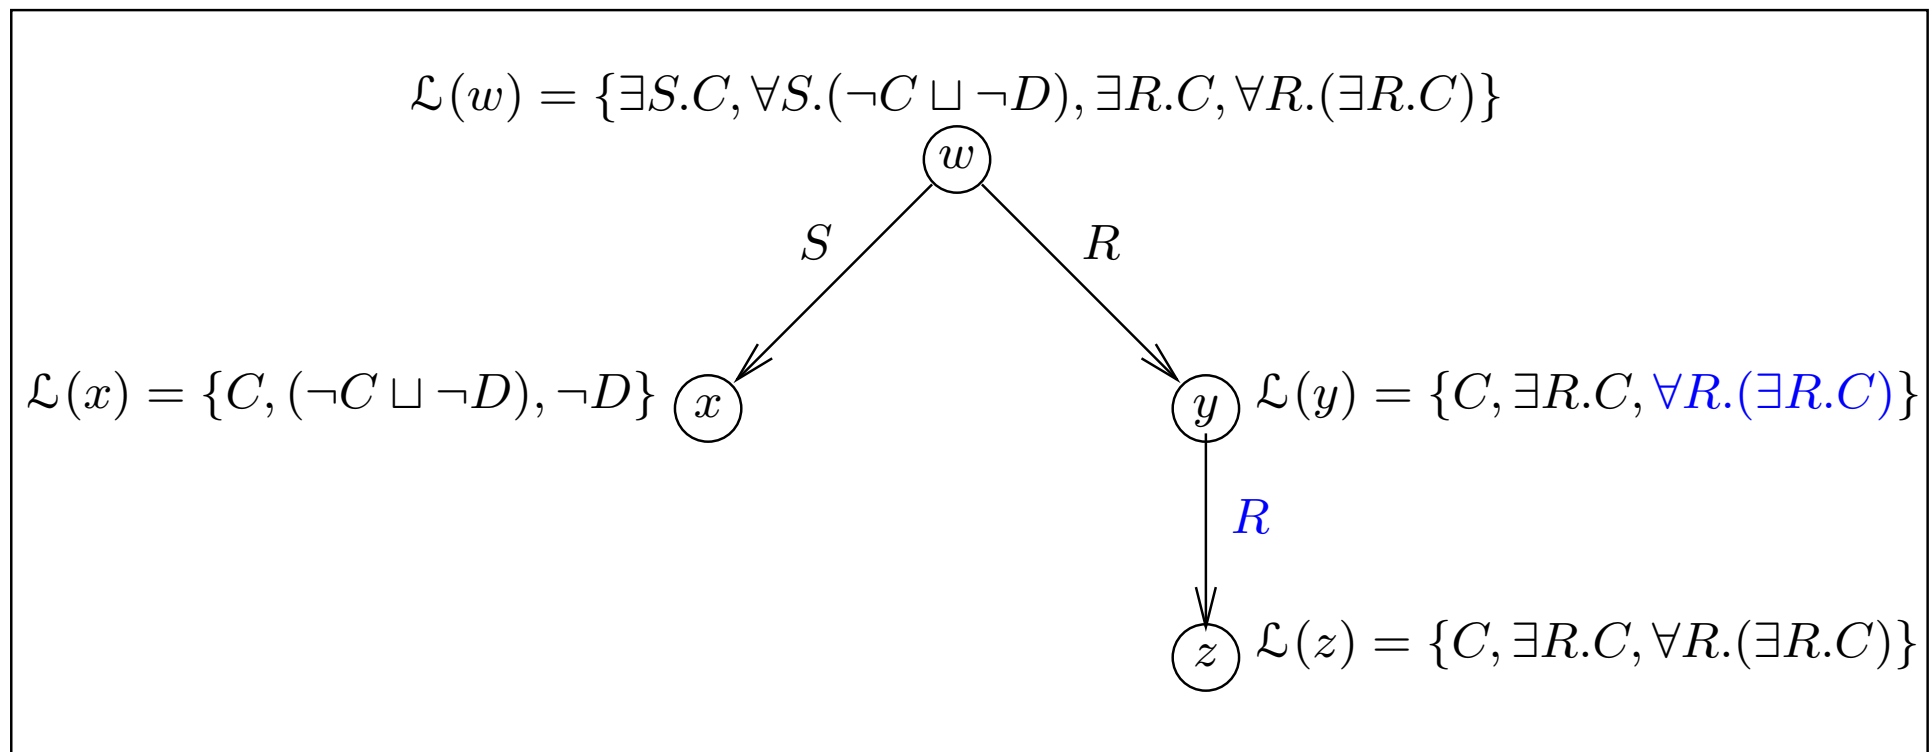 ℒ(w) = {∃S.C, ∀S.(¬C ⊔ ¬D), ∃R.C, ∀R.(∃R.C)}
w
S
R
ℒ(x) = {C, (¬C ⊔ ¬D), ¬D}
x
y
ℒ(y) = {C, ∃R.C, ∀R.(∃R.C)}
R
z
ℒ(z) = {C, ∃R.C, ∀R.(∃R.C)}